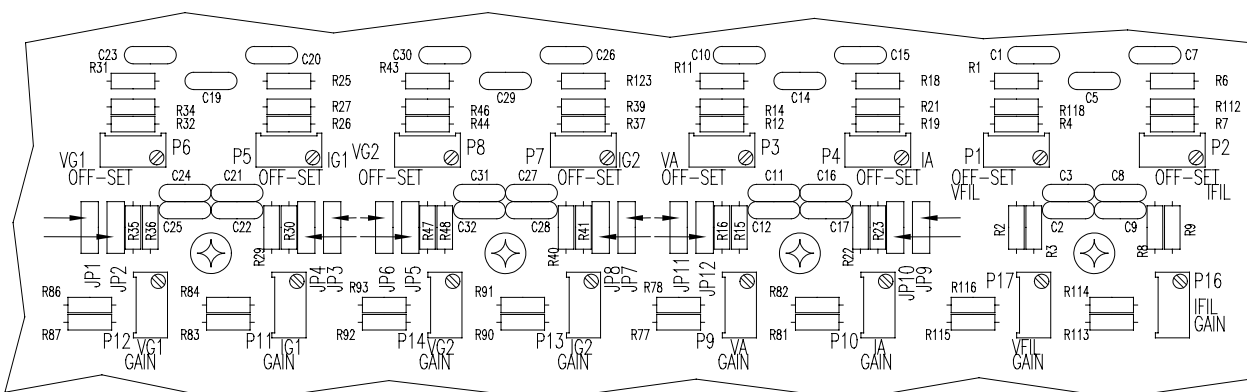 C23 C20 C30 C26 C10 C15 C1 C7
R31 R25 R43 R123 R11 R18 R1 R6
C19 C29 C14 C5
R34 R27 R46 R39 R14 R21 R118 R112
R32 R26 R44 R37 R12 R19 R4 R7
P6 P5 P8 P7 P3 P4 P1 P2
VG1 IG1 VG2 IG2 VA IA
OFF-SET OFF-SET OFF-SET OFF-SET OFF-SET OFF-SET OFF-SET OFF-SET
VFIL IFIL
C24 C21 C31 C27 C11 C16 C3 C8
C25 C22 C32 C28 C12 C17 C2 C9
R35 R36 R29 R30 R47 R48 R40 R41 R16 R15 R22 R23 R2 R3 R8 R9
JP1 JP2 JP4 JP3 JP6 JP5 JP8 JP7 JP11 JP12 JP10 JP9
R86 R84 R93 R91 R78 R82 R116 P17 R114 P16
R87 R83 R92 R90 R77 R81 R115 R113
IFIL
GAIN
P12 P11 P14 P13 P9 P10
VG1 IG1 VG2 IG2 VA IA VFIL
GAIN GAIN GAIN GAIN GAIN GAIN GAIN